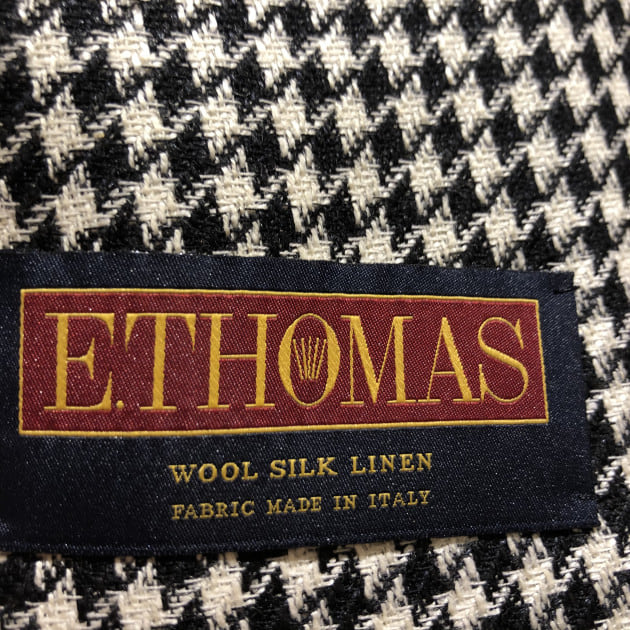 E.THOMAS
WOOL SILK LINEN
FABRIC MADE IN ITALY